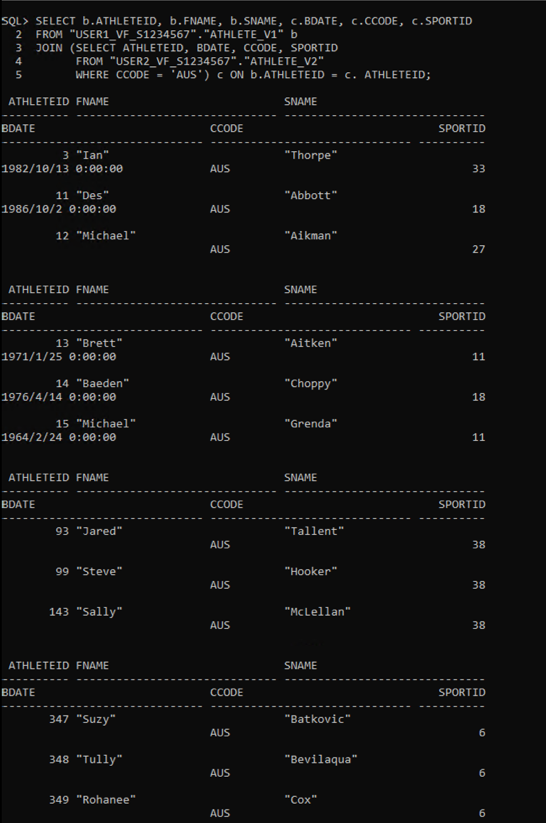 SQL> SELECT b.ATHLETEID, b.FNAME, b.SNAME, c.BDATE, c.CCODE, c.SPORTID
2 FROM "USER1_VF_S1234567"."ATHLETE_V1" b
3 JOIN (SELECT ATHLETEID, BDATE, CCODE, SPORTID
4 FROM "USER2_VF_S1234567"."ATHLETE_V2"
5 WHERE CCODE = 'AUS') c ON b.ATHLETEID = c. ATHLETEID;
ATHLETEID FNAME SNAME
---------- ------------------------------ ------------------------------
BDATE CCODE SPORTID
------------------------------ ------------------------------ ----------
3 "Ian" "Thorpe"
1982/10/13 0:00:00 AUS 33
11 "Des" "Abbott"
1986/10/2 0:00:00 AUS 18
12 "Michael" "Aikman"
AUS 27
ATHLETEID FNAME SNAME
---------- ------------------------------ ------------------------------
BDATE CCODE SPORTID
------------------------------ ------------------------------ ----------
13 "Brett" "Aitken"
1971/1/25 0:00:00 AUS 11
14 "Baeden" "Choppy"
1976/4/14 0:00:00 AUS 18
15 "Michael" "Grenda"
1964/2/24 0:00:00 AUS 11
ATHLETEID FNAME SNAME
---------- ------------------------------ ------------------------------
BDATE CCODE SPORTID
------------------------------ ------------------------------ ----------
93 "Jared" "Tallent"
AUS 38
99 "Steve" "Hooker"
AUS 38
143 "Sally" "McLellan"
AUS 38
ATHLETEID FNAME SNAME
---------- ------------------------------ ------------------------------
BDATE CCODE SPORTID
------------------------------ ------------------------------ ----------
347 "Suzy" "Batkovic"
AUS 6
348 "Tully" "Bevilaqua"
AUS 6
349 "Rohanee" "Cox"
AUS 6